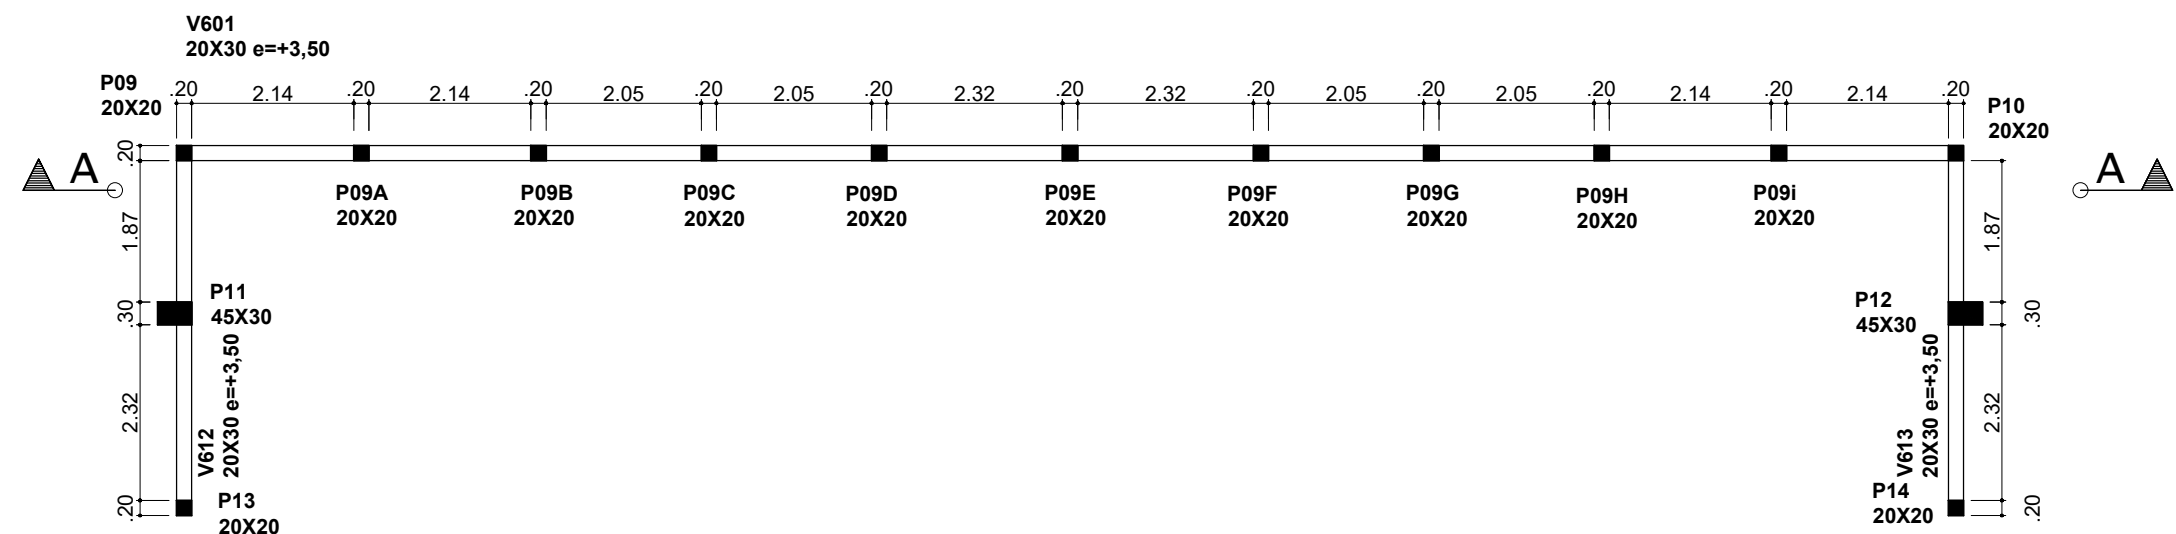 V601
20X30 e=+3,50
P09
20X20
.20 2.14 .20 2.14 .20 2.05 .20 2.05 .20 2.32 .20 2.32 .20 2.05 .20 2.05 .20 2.14 .20 2.14 .20
P10
20X20
.20
A
A
P09A
20X20
P09B
20X20
P09C
20X20
P09D
20X20
P09E
20X20
P09F
20X20
P09G
20X20
P09H
20X20
P09i
20X20
1.87
1.87
P11
45X30
.30
P12
45X30
.30
2.32
V612
20X30 e=+3,50
V613
20X30 e=+3,50
2.32
.20
P13
20X20
P14
20X20
.20